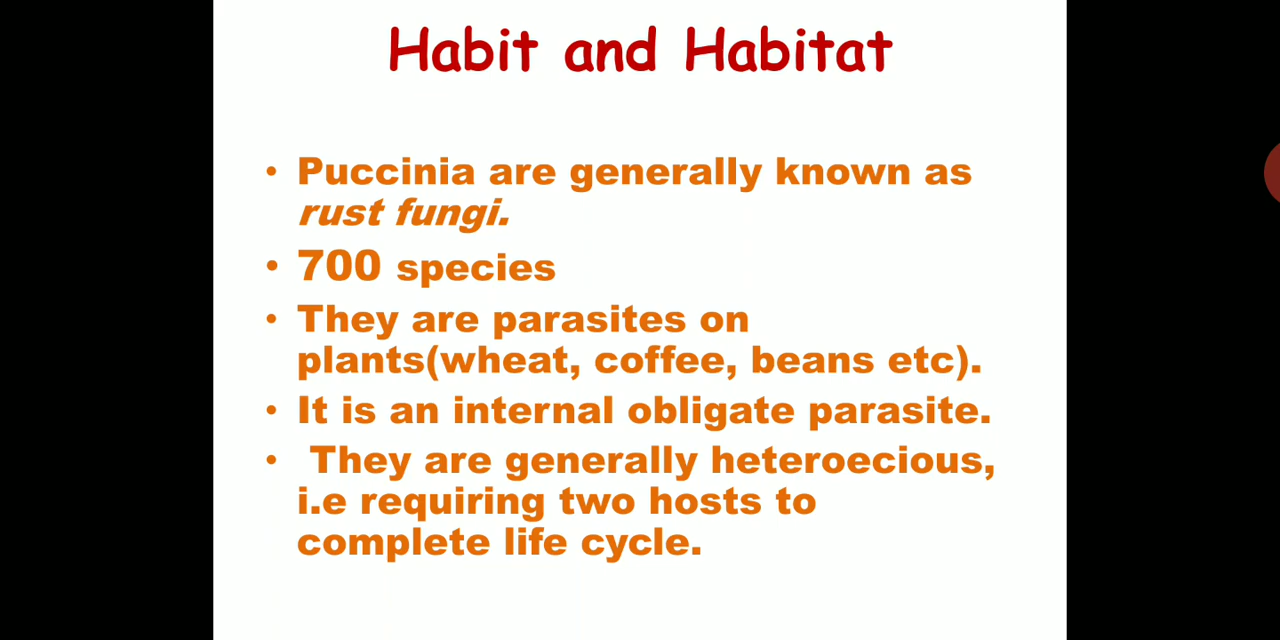 Habit and Habitat
• Puccinia are generally known as
rust fungi.
• 700 species
• They are parasites on
plants(wheat, coffee, beans etc).
• It is an internal obligate parasite.
• They are generally heteroecious,
i.e requiring two hosts to
complete life cycle.